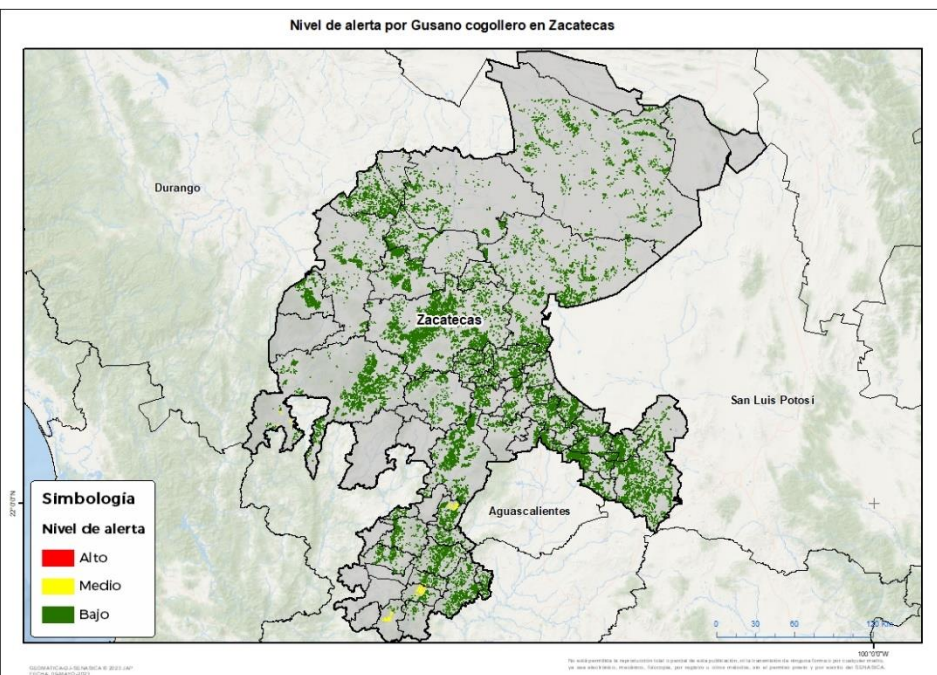 Nivel de alerta por Gusano cogollero en Zacatecas
Durango
Zacatecas
San Luis Potosí
Aguascalientes
22°0'0"N
Simbología
Nivel de alerta
Alto
Medio
Bajo
0 30 60 120 Km
100°0'0"W